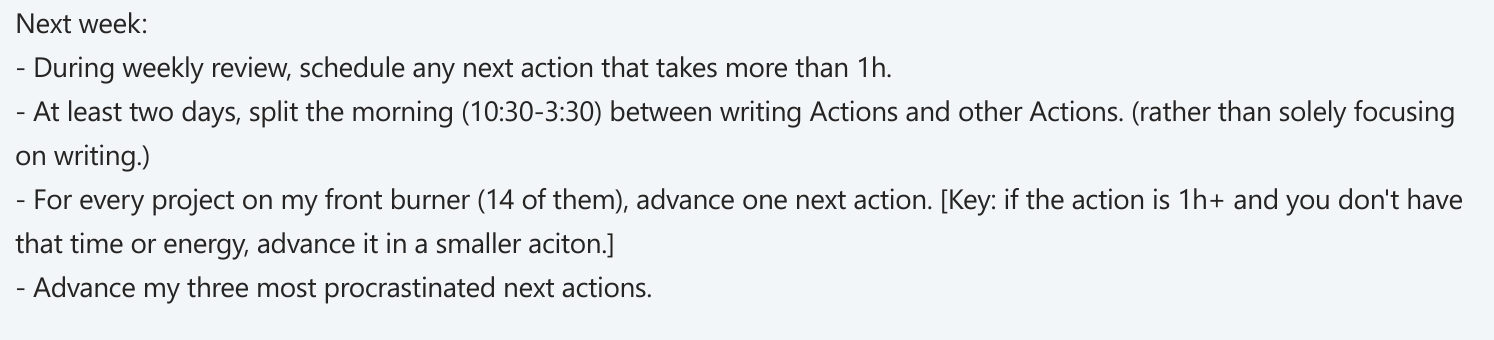 Next week:
- During weekly review, schedule any next action that takes more than 1h.
- At least two days, split the morning (10:30-3:30) between writing Actions and other Actions. (rather than solely focusing
on writing.)
- For every project on my front burner (14 of them), advance one next action. [Key: if the action is 1h+ and you don't have
that time or energy, advance it in a smaller aciton.]
- Advance my three most procrastinated next actions.